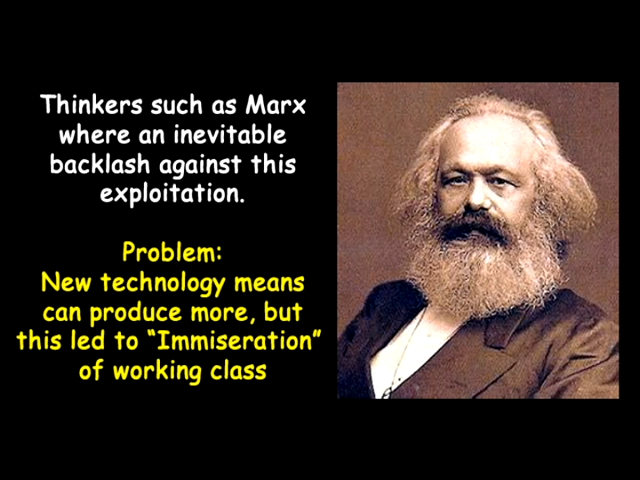 Thinkers such as Marx
where an inevitable
backlash against this
exploitation.
Problem:
New technology means
can produce more, but
this led to “Immiseration”
of working class